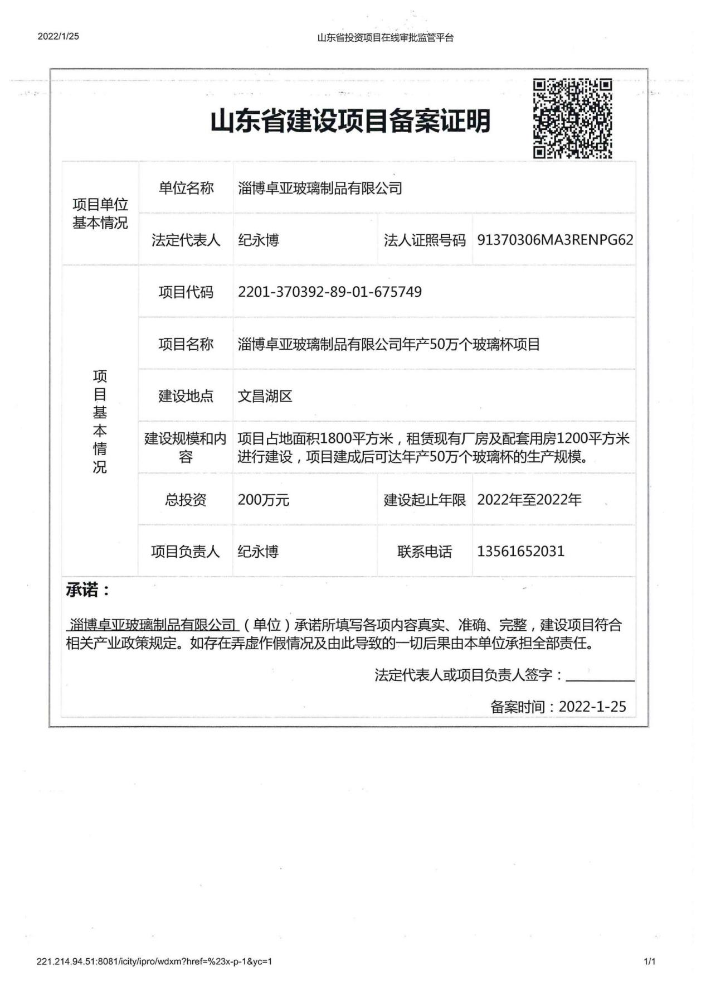 2022/1/25 山东省投资项目在线审批监管平台
山东省建设项目备案证明
项目单位
基本情况
单位名称 淄博卓亚玻璃制品有限公司
法定代表人 纪永博 法人证照号码 91370306MA3RENPG62
项目基本情况
项目代码 2201-370392-89-01-675749
项目名称 淄博卓亚玻璃制品有限公司年产50万个玻璃杯项目
建设地点 文昌湖区
建设规模和内 项目占地面积1800平方米，租赁现有厂房及配套用房1200平方米
容 进行建设，项目建成后可达年产50万个玻璃杯的生产规模。
总投资 200万元 建设起止年限 2022年至2022年
项目负责人 纪永博 联系电话 13561652031
承诺：
淄博卓亚玻璃制品有限公司（单位）承诺所填写各项内容真实、准确、完整，建设项目符合
相关产业政策规定。如存在弄虚作假情况及由此导致的一切后果由本单位承担全部责任。
法定代表人或项目负责人签字：
备案时间：2022-1-25
221.214.94.51:8081/icity/ipro/wdxm?href=%23x-p-1&yc=1 1/1